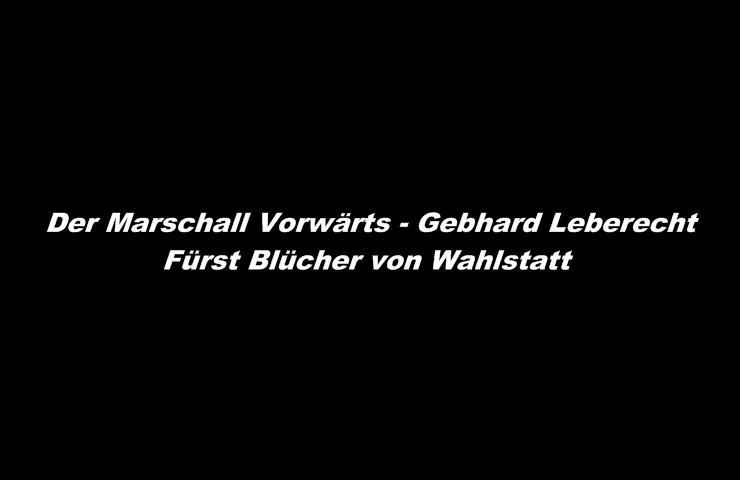 Der Marschall Vorwärts - Gebhard Leberecht
Fürst Blücher von Wahlstatt